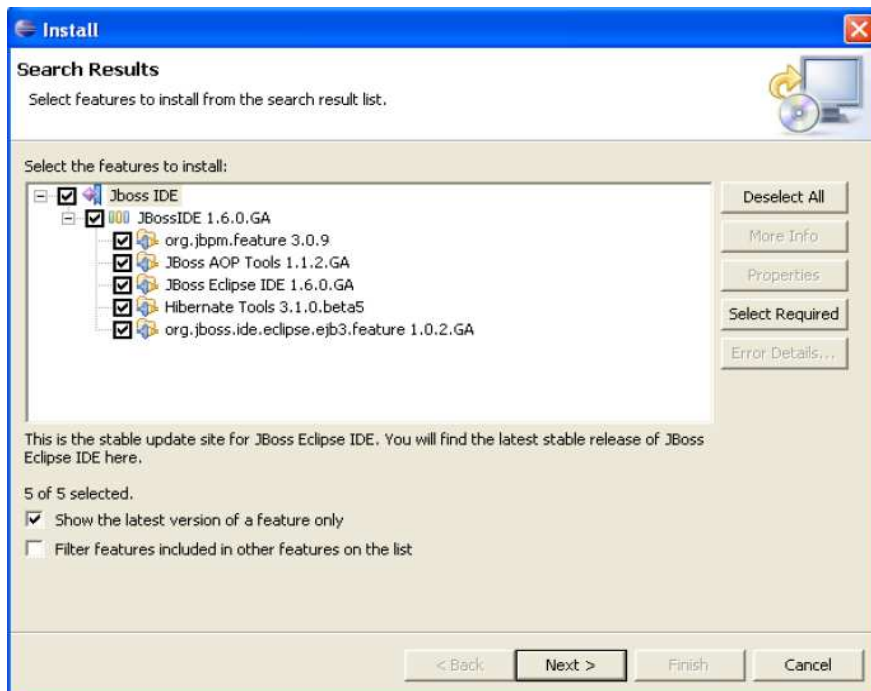 Install
Search Results
Select features to install from the search result list.
Select the features to install:
Jboss IDE
JBossIDE 1.6.0.GA
org.jbpm.feature 3.0.9
JBoss AOP Tools 1.1.2.GA
JBoss Eclipse IDE 1.6.0.GA
Hibernate Tools 3.1.0.beta5
org.jboss.ide.eclipse.ejb3.feature 1.0.2.GA
Deselect All
More Info
Properties
Select Required
Error Details...
This is the stable update site for JBoss Eclipse IDE. You will find the latest stable release of JBoss
Eclipse IDE here.
5 of 5 selected.
Show the latest version of a feature only
Filter features included in other features on the list
< Back
Next >
Finish
Cancel